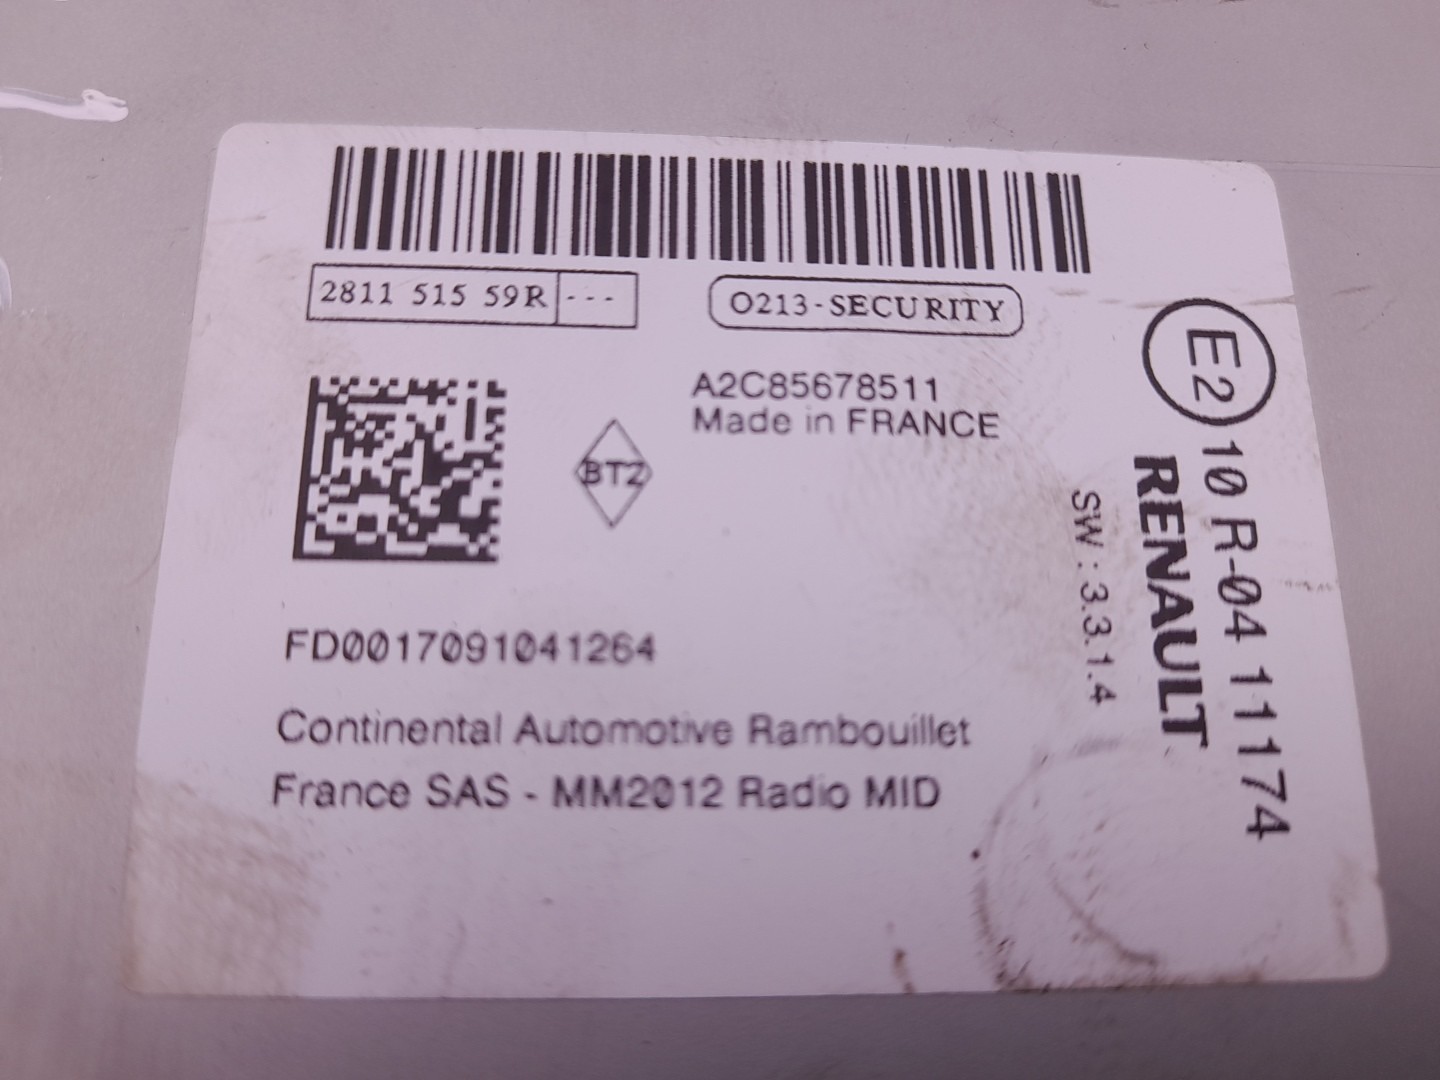 2811 515 59R ---
O213-SECURITY
A2C85678511
Made in FRANCE
BTZ
FD0017091041264
Continental Automotive Rambouillet
France SAS - MM2012 Radio MID
E2
10 R-04 11174
RENAULT
SW : 3.3.1.4